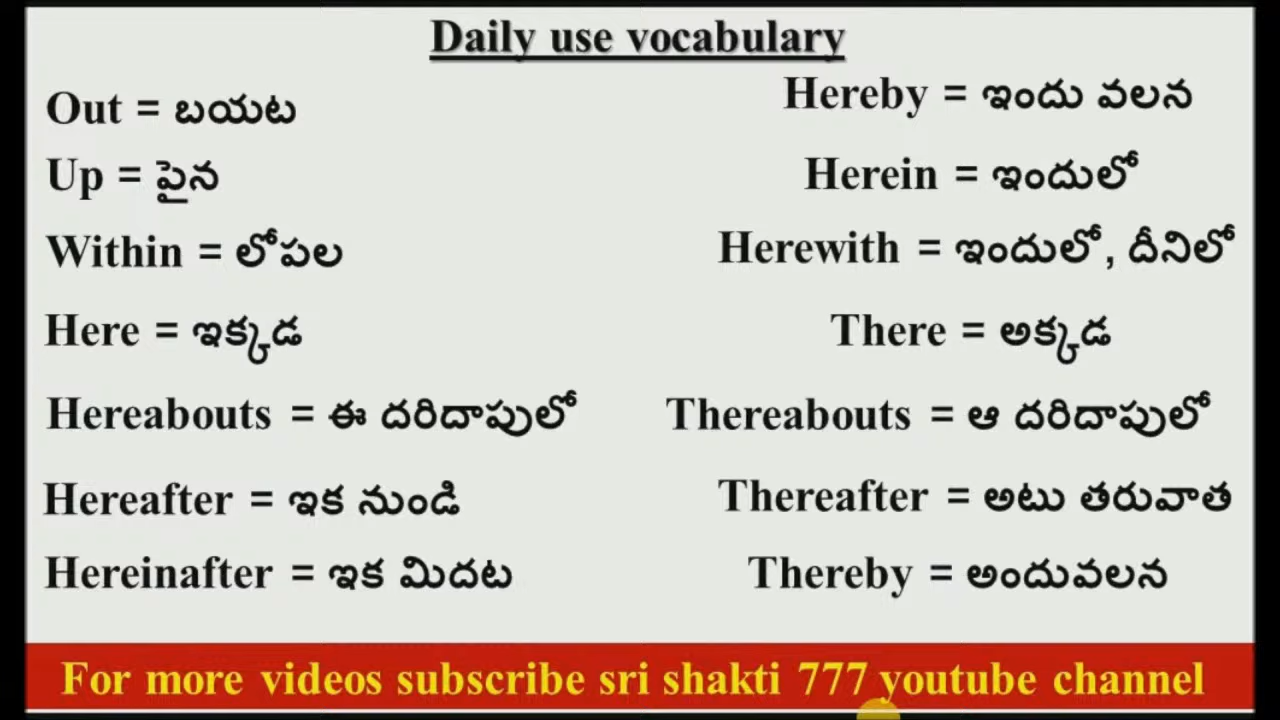 Daily use vocabulary
Out = బయట
Up = పైన
Within = లోపల
Here = ఇక్కడ
Hereabouts = ఈ దరిదాపులో
Hereafter = ఇక నుండి
Hereinafter = ఇక మిదట
Hereby = ఇందు వలన
Herein = ఇందులో
Herewith = ఇందులో, దీనిలో
There = అక్కడ
Thereabouts = ఆ దరిదాపులో
Thereafter = అటు తరువాత
Thereby = అందువలన
For more videos subscribe sri shakti 777 youtube channel